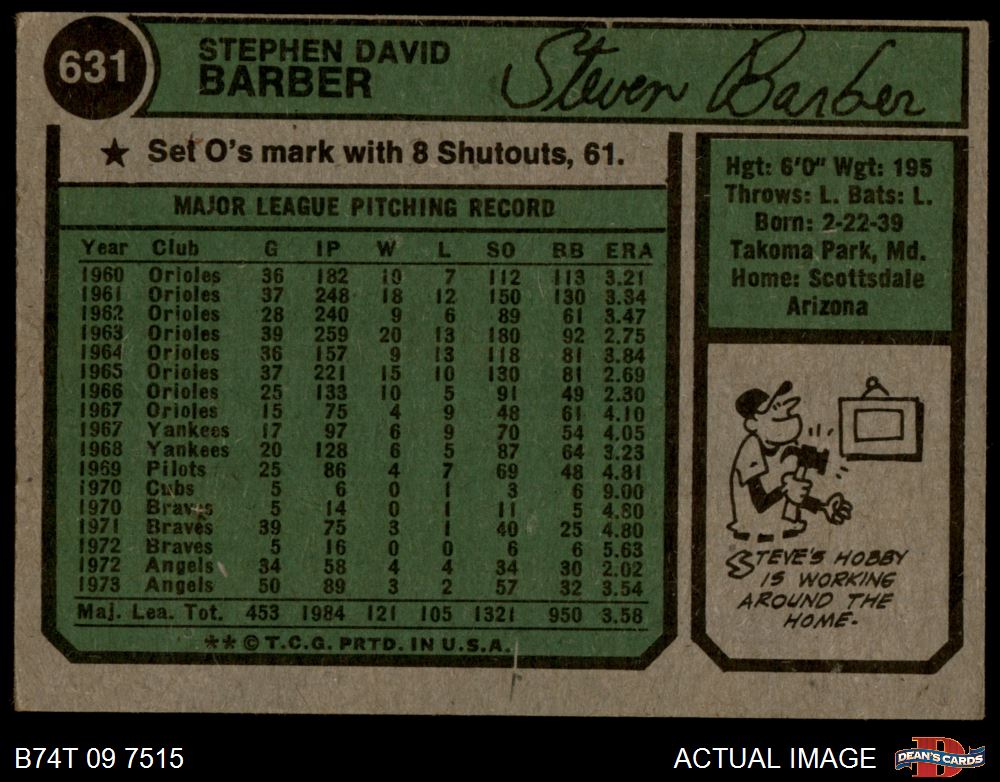 631
STEPHEN DAVID
BARBER
Steven Barber
★ Set O's mark with 8 Shutouts, 61.
MAJOR LEAGUE PITCHING RECORD
Year Club G IP W L SO BB ERA
1960 Orioles 36 182 10 7 112 113 3.21
1961 Orioles 37 248 18 12 150 130 3.34
1962 Orioles 28 240 9 6 89 61 3.47
1963 Orioles 39 259 20 13 180 92 2.75
1964 Orioles 36 157 9 13 118 81 3.84
1965 Orioles 37 221 15 10 130 81 2.69
1966 Orioles 25 133 10 5 91 49 2.30
1967 Orioles 15 75 4 9 48 61 4.10
1967 Yankees 17 97 6 9 70 54 4.05
1968 Yankees 20 128 6 5 87 64 3.23
1969 Pilots 25 86 4 7 69 48 4.81
1970 Cubs 5 6 0 1 3 6 9.00
1970 Braves 5 14 0 1 11 5 4.80
1971 Braves 39 75 3 1 40 25 4.80
1972 Braves 5 16 0 0 6 6 5.63
1972 Angels 34 58 4 4 34 30 2.02
1973 Angels 50 89 3 2 57 32 3.54
Maj. Lea. Tot. 453 1984 121 105 1321 950 3.58
** © T.C.G. PRTD. IN U.S.A.
Hgt: 6'0" Wgt: 195
Throws: L. Bats: L.
Born: 2-22-39
Takoma Park, Md.
Home: Scottsdale
Arizona
STEVE'S HOBBY
IS WORKING
AROUND THE
HOME.
B74T 09 7515
ACTUAL IMAGE
DEAN'S CARDS